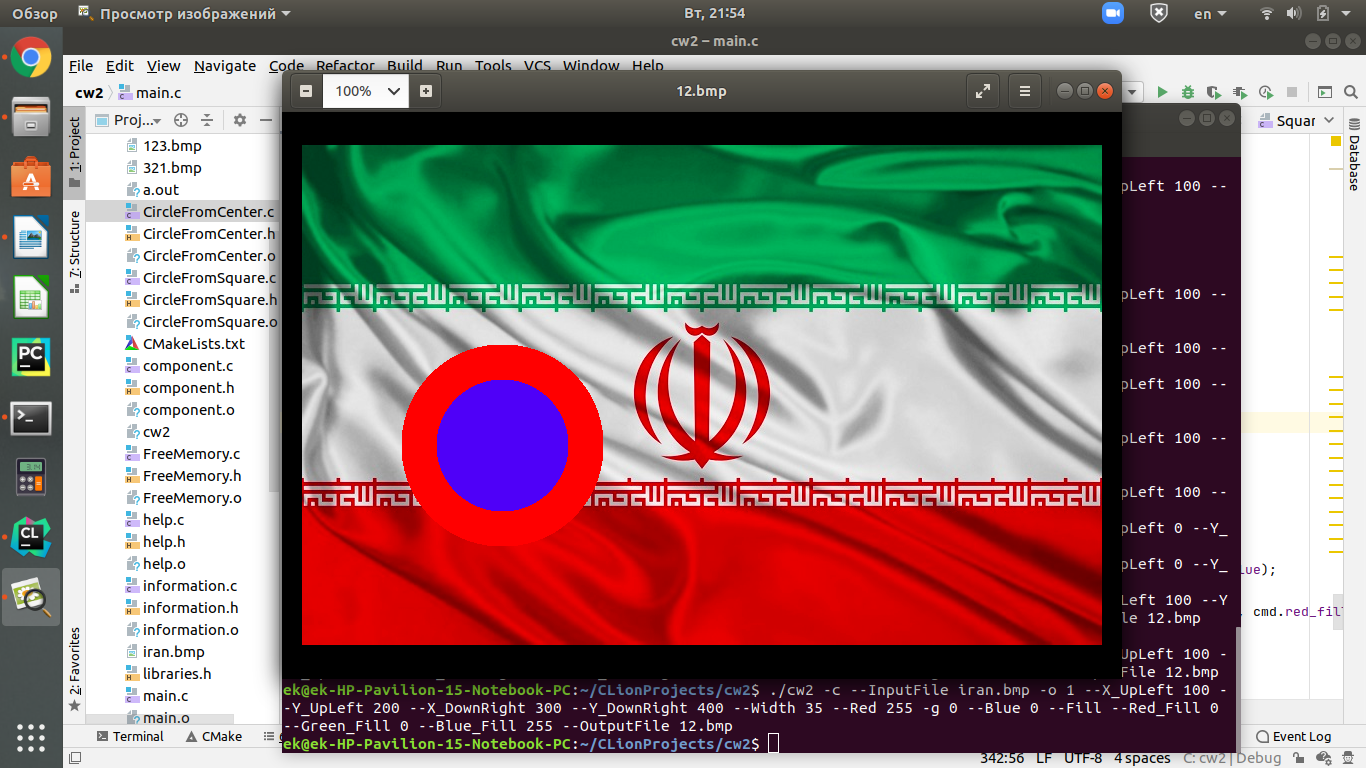 Обзор
Просмотр изображений
Вт, 21:54
en
cw2 – main.c
File Edit View Navigate Code Refactor Build Run Tools VCS Window Help
cw2 main.c
100%
12.bmp
Squar
Proj...
1: Project
7: Structure
2: Favorites
Database
123.bmp
321.bmp
a.out
CircleFromCenter.c
CircleFromCenter.h
CircleFromCenter.o
CircleFromSquare.c
CircleFromSquare.h
CircleFromSquare.o
CMakeLists.txt
component.c
component.h
component.o
cw2
FreeMemory.c
FreeMemory.h
FreeMemory.o
help.c
help.h
help.o
information.c
information.h
information.o
iran.bmp
libraries.h
main.c
main.o
pLeft 100 --
pLeft 100 --
pLeft 100 --
pLeft 100 --
pLeft 100 --
pLeft 100 --
pLeft 0 --Y_
pLeft 0 --Y_
Left 100 --Y
le 12.bmp
UpLeft 100 -
File 12.bmp
lue);
cmd.red_fil
ek@ek-HP-Pavilion-15-Notebook-PC:~/CLionProjects/cw2$ ./cw2 -c --InputFile iran.bmp -o 1 --X_UpLeft 100 -
-Y_UpLeft 200 --X_DownRight 300 --Y_DownRight 400 --Width 35 --Red 255 -g 0 --Blue 0 --Fill --Red_Fill 0
--Green_Fill 0 --Blue_Fill 255 --OutputFile 12.bmp
ek@ek-HP-Pavilion-15-Notebook-PC:~/CLionProjects/cw2$
Terminal
CMake
Event Log
342:56 LF UTF-8 4 spaces C: cw2 | Debug